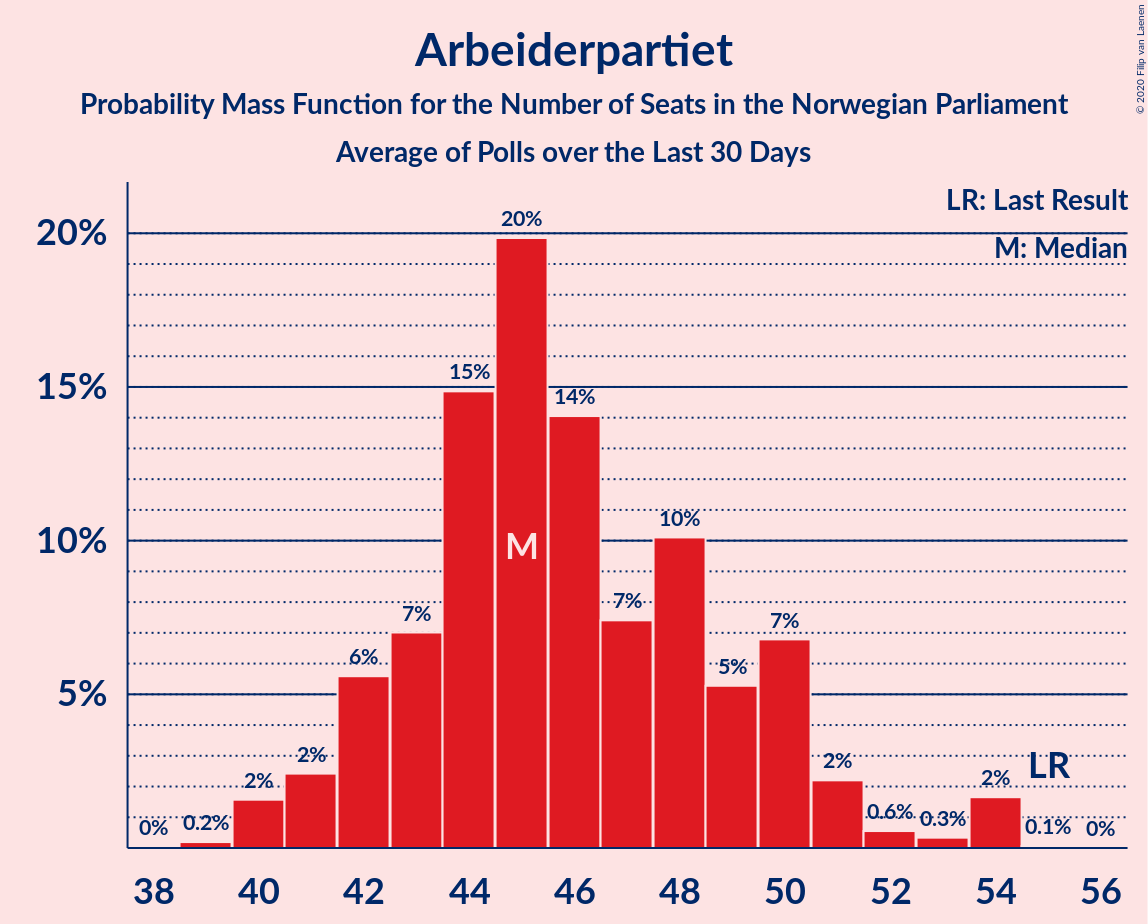 Arbeiderpartiet
Probability Mass Function for the Number of Seats in the Norwegian Parliament
Average of Polls over the Last 30 Days
© 2020 Filip van Laenen
LR: Last Result
M: Median
20%
15%
10%
5%
0%
0.2%
2%
2%
6%
7%
15%
20%
14%
7%
10%
5%
7%
2%
0.6%
0.3%
2%
0.1%
0%
M
LR
38 40 42 44 46 48 50 52 54 56